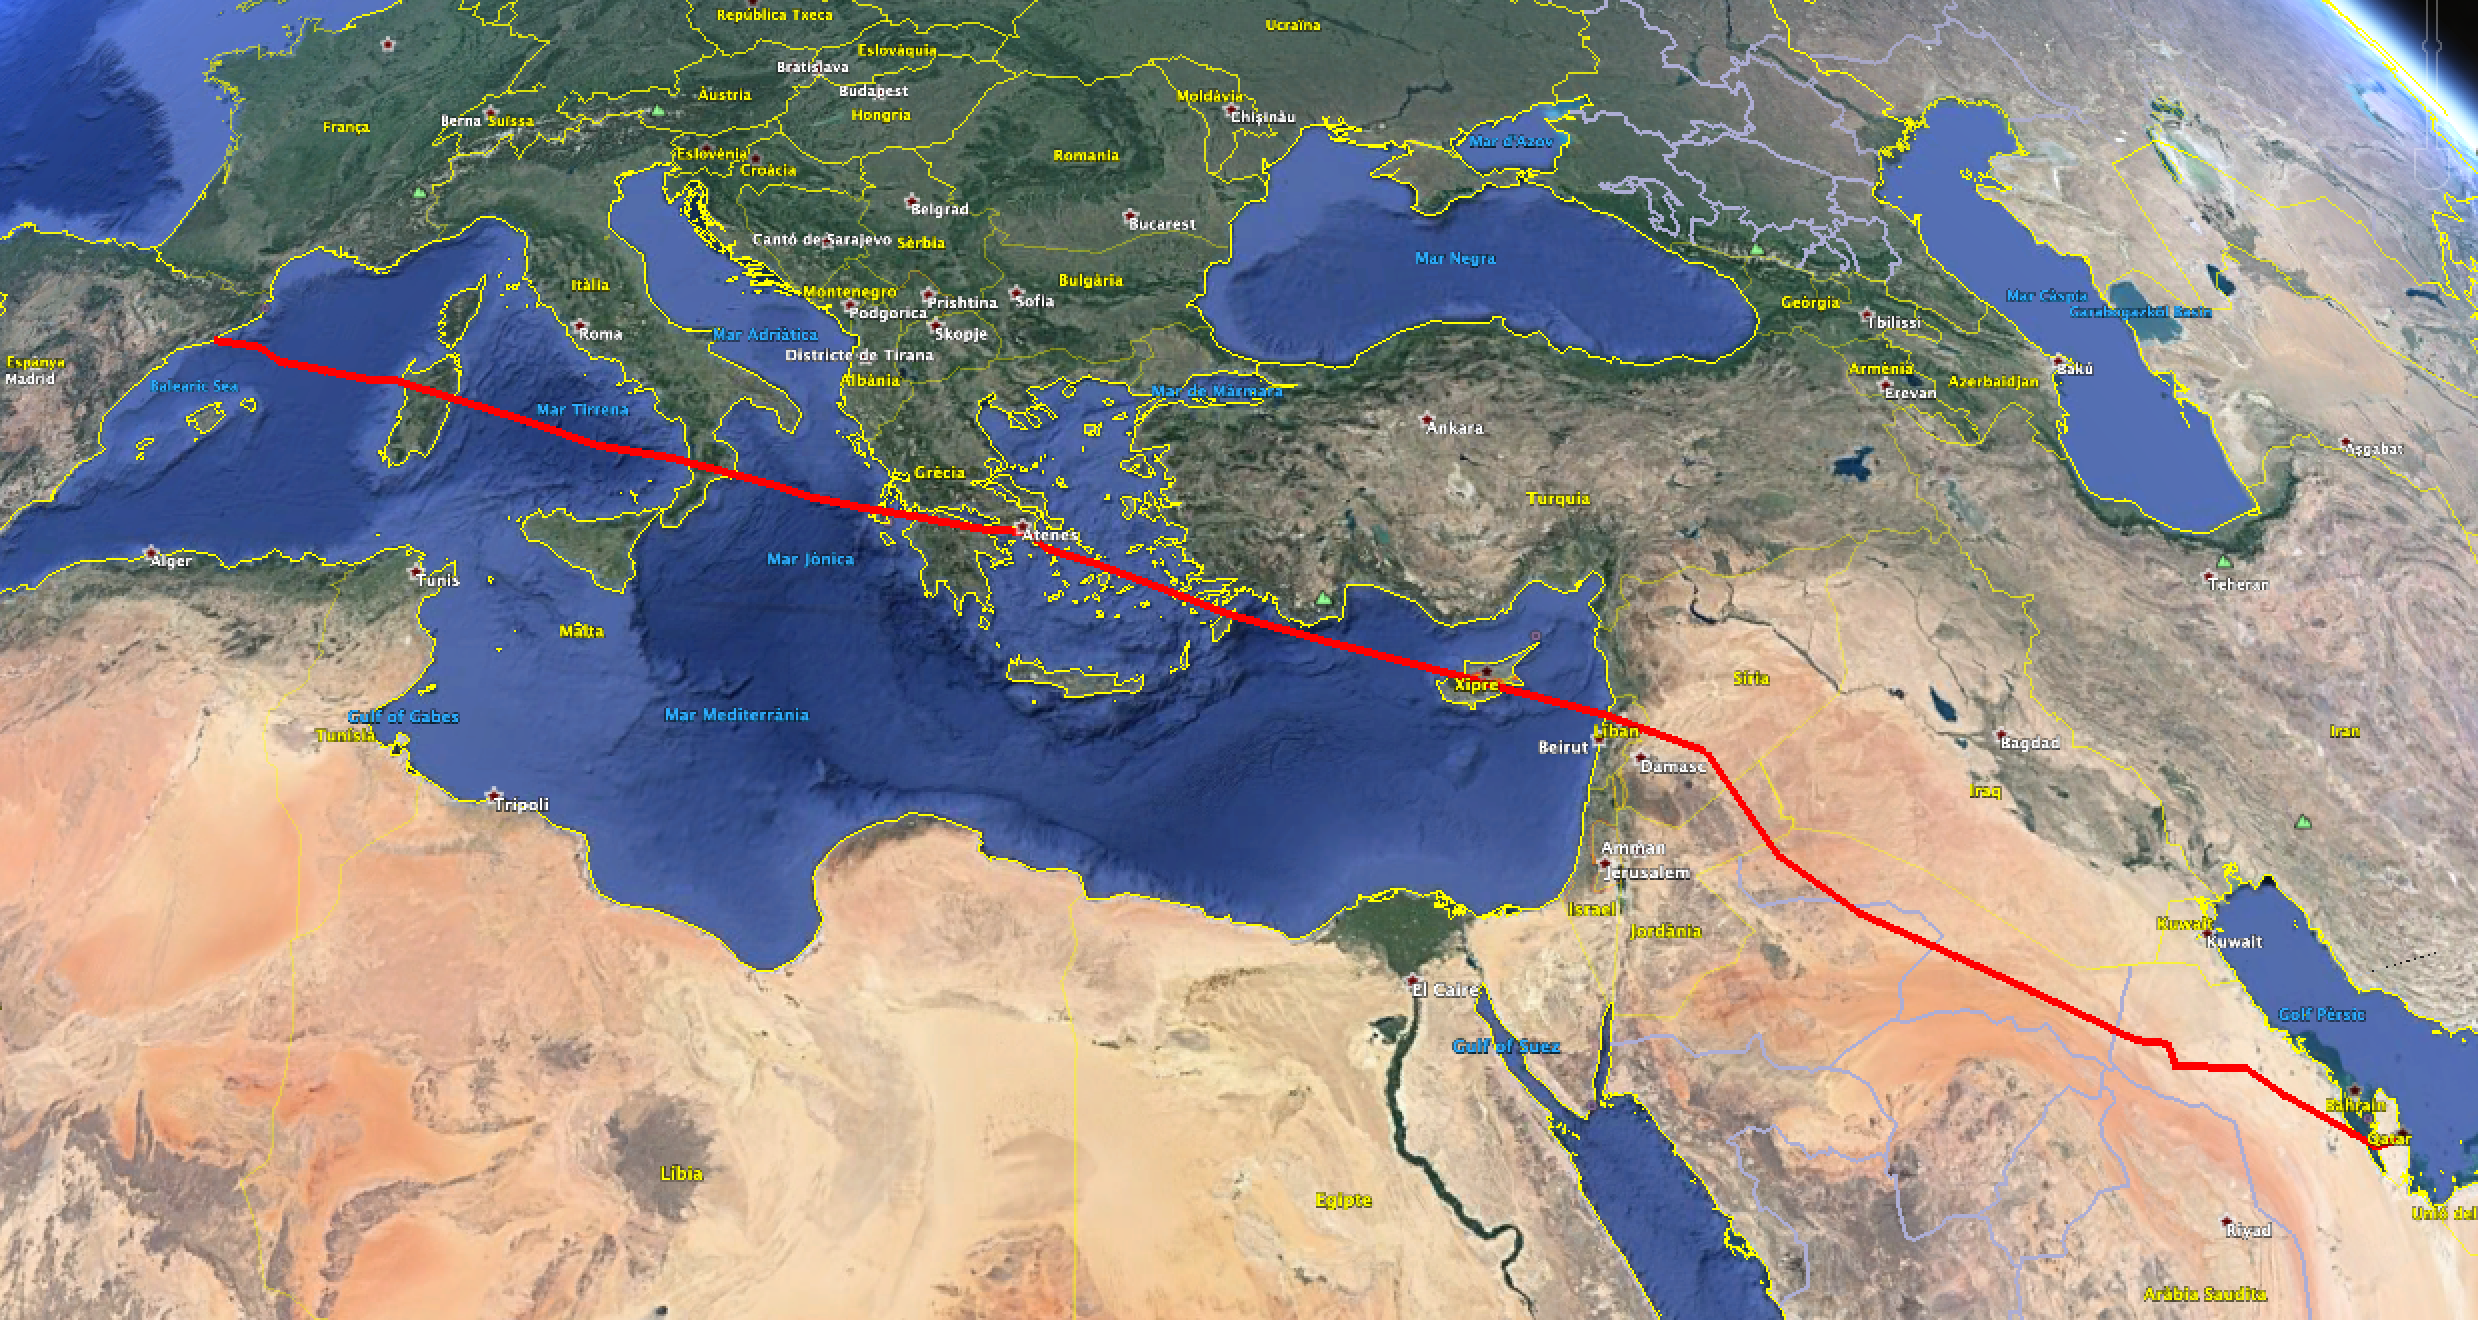 República Txeca
Ucraïna
Eslovàquia
Bratislava
Budapest
Àustria
Moldàvia
Hongria
Chișinău
Berna
Suïssa
França
Mar d'Azov
Eslovènia
Croàcia
Romania
Belgrad
Bucarest
Cantó de Sarajevo
Sèrbia
Mar Negra
Itàlia
Bulgària
Montenegro
Prishtina
Sofia
Podgorica
Geòrgia
Mar Càspia
Garabogazköl Basin
Tbilissi
Roma
Mar Adriàtica
Skopje
Districte de Tirana
Albània
Espanya
Madrid
Balearic Sea
Mar de Màrmara
Armènia
Azerbaidjan
Bakú
Erevan
Mar Tirrena
Ankara
Aşgabat
Grècia
Turquia
Atenes
Alger
Tunis
Mar Jònica
Teheran
Malta
Xipre
Síria
Gulf of Gabes
Tunísia
Mar Mediterrània
Líban
Beirut
Damasc
Bagdad
Iran
Iraq
Trípoli
Amman
Jerusalem
Israel
Jordània
Kuwait
Kuwait
El Caire
Golf Pèrsic
Gulf of Suez
Bahrain
Qatar
Líbia
Egipte
Unió del
Riyad
Aràbia Saudita